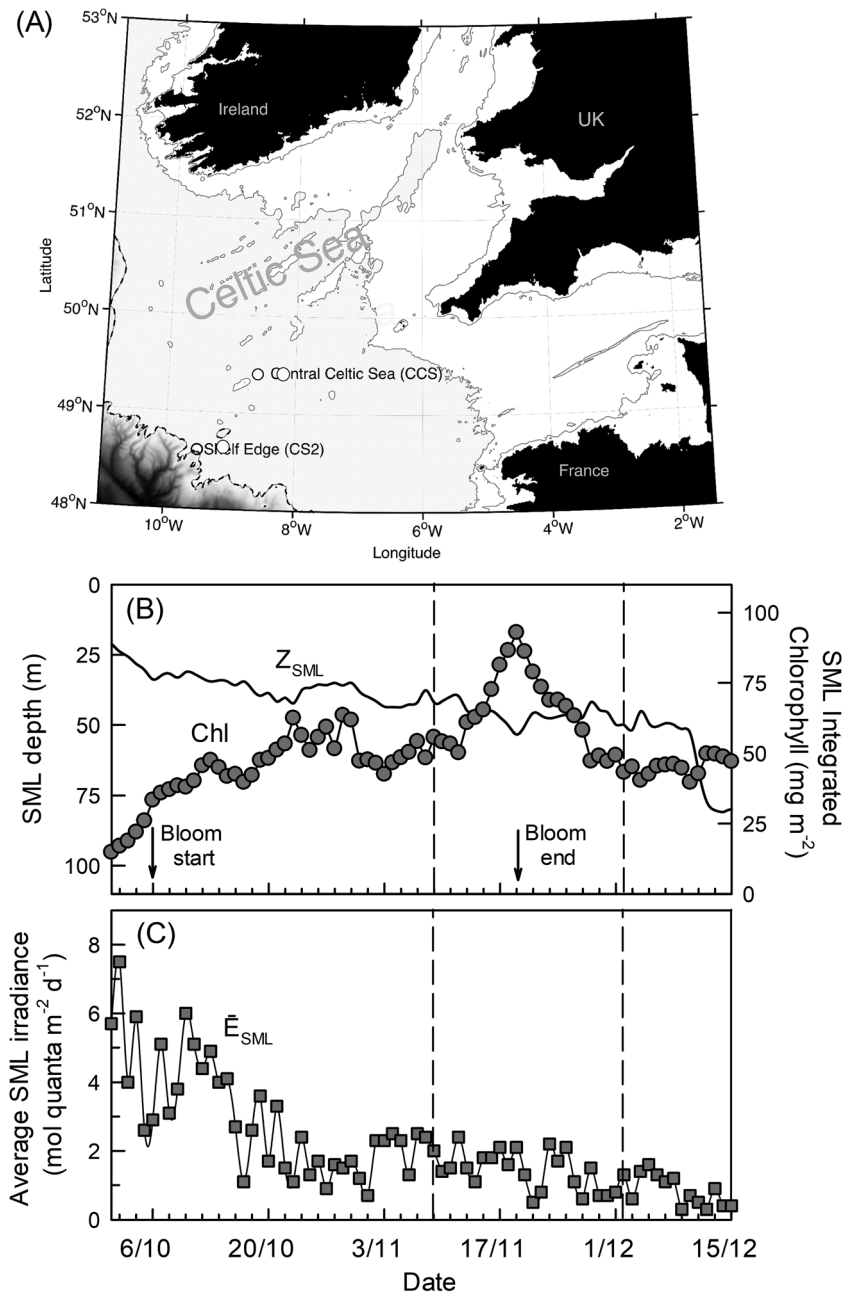 (A)
53°N
52°N
51°N
50°N
49°N
48°N
Latitude
Ireland
UK
Celtic Sea
Central Celtic Sea (CCS)
Shelf Edge (CS2)
France
10°W
8°W
6°W
4°W
2°W
Longitude
(B)
0
25
50
75
100
SML depth (m)
Z_SML
Chl
Bloom
start
Bloom
end
100
75
50
25
0
SML Integrated
Chlorophyll (mg m⁻²)
(C)
8
6
4
2
0
Average SML irradiance
(mol quanta m⁻² d⁻¹)
Ē_SML
6/10
20/10
3/11
17/11
1/12
15/12
Date